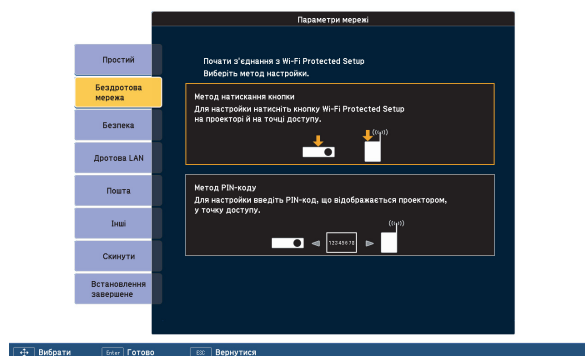 Параметри мережі
Простий
Бездротова
мережа
Безпека
Дротова LAN
Пошта
Інші
Скинути
Встановлення
завершене
Почати з'єднання з Wi-Fi Protected Setup
Виберіть метод настройки.
Метод натискання кнопки
Для настройки натисніть кнопку Wi-Fi Protected Setup
на проекторі й на точці доступу.
Метод PIN-коду
Для настройки введіть PIN-код, що відображається проектором,
у точку доступу.
12245678
Вибрати Enter Готово ESC Вернутися